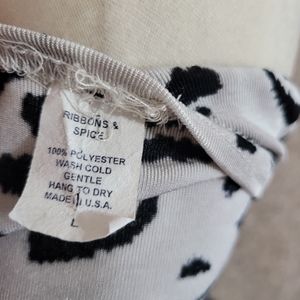 RIBBONS &
SPICE
100% POLYESTER
WASH COLD
GENTLE
HANG TO DRY
MADE IN U.S.A.
L